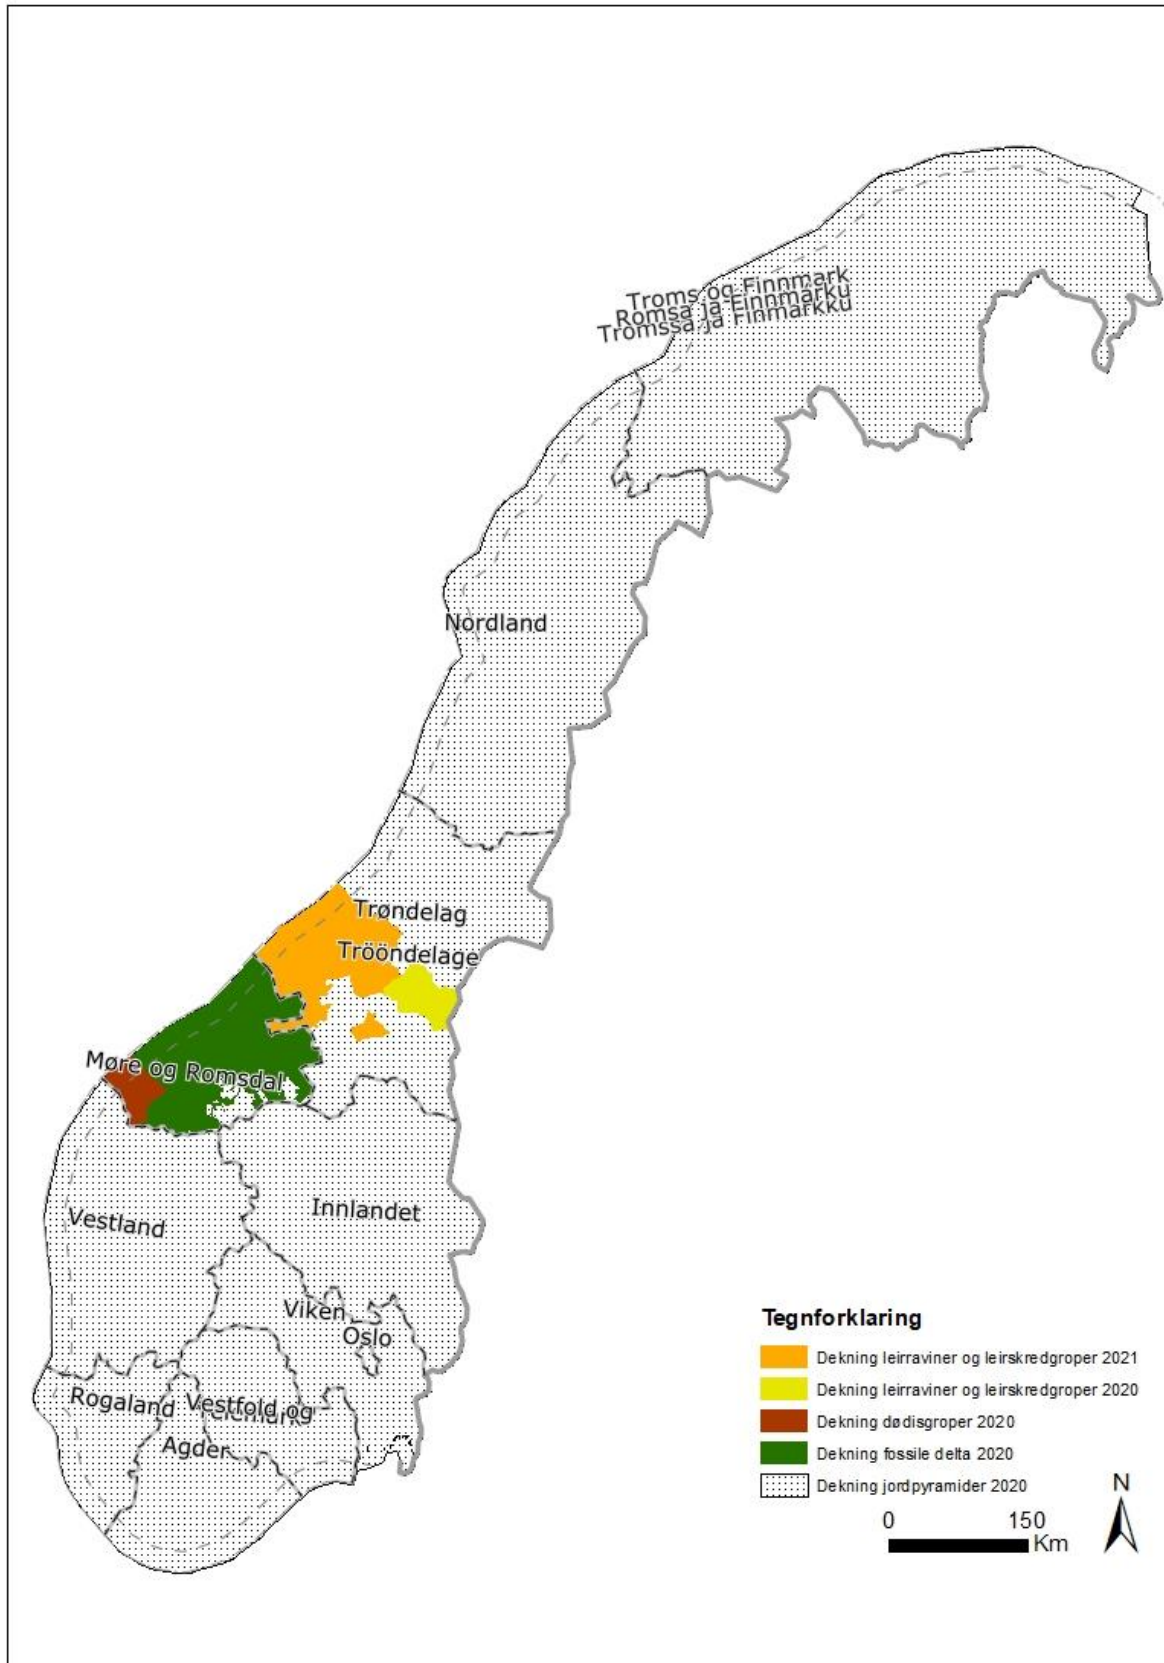 Troms og Finnmark
Romsa ja Finnmárku
Tromssa ja Finmarkku
Nordland
Trøndelag
Trööndelage
Møre og Romsdal
Innlandet
Vestland
Viken
Oslo
Rogaland
Vestfold og
Agder
Tegnforklaring
Dekning leirraviner og leirskredgroper 2021
Dekning leirraviner og leirskredgroper 2020
Dekning dødisgroper 2020
Dekning fossile delta 2020
Dekning jordpyramider 2020
N
0 150
Km